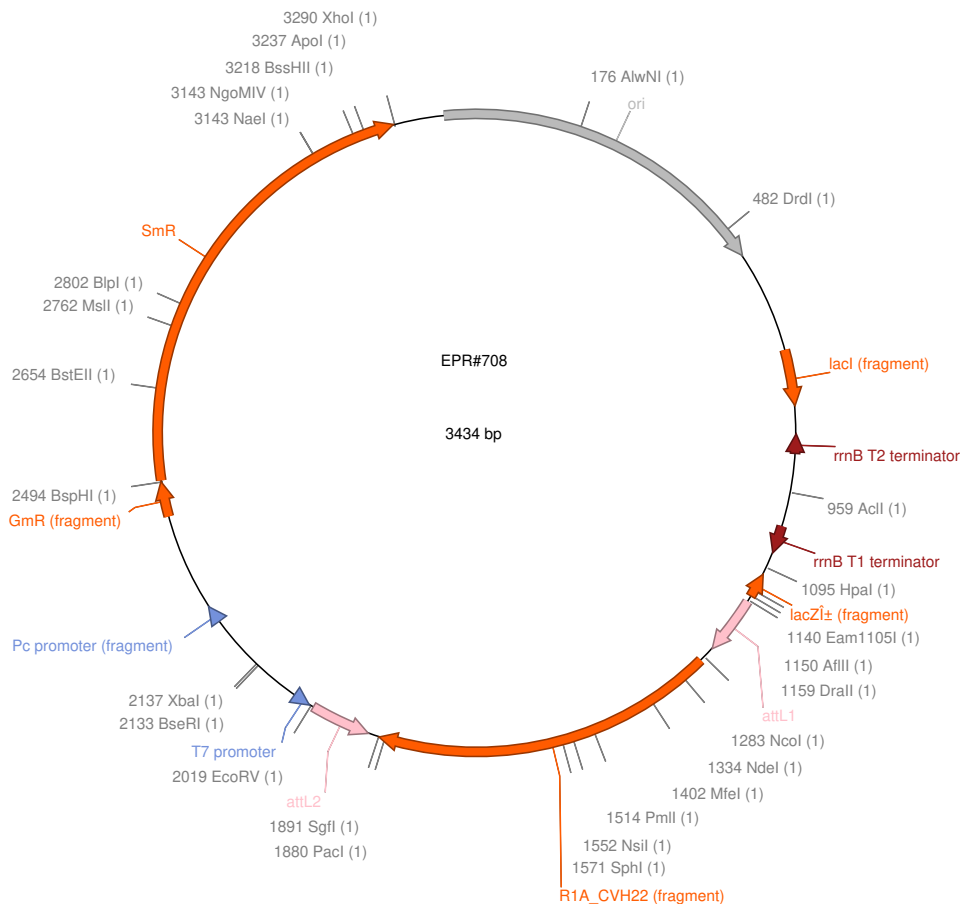 3290 XhoI (1)
3237 ApoI (1)
3218 BssHII (1)
3143 NgoMIV (1)
3143 NaeI (1)
176 AlwNI (1)
ori
482 DrdI (1)
SmR
2802 BlpI (1)
2762 MslI (1)
2654 BstEII (1)
EPR#708
3434 bp
lacI (fragment)
rrnB T2 terminator
2494 BspHI (1)
GmR (fragment)
959 AclI (1)
rrnB T1 terminator
1095 HpaI (1)
lacZÎ± (fragment)
1140 Eam1105I (1)
Pc promoter (fragment)
1150 AflIII (1)
1159 DraII (1)
2137 XbaI (1)
attL1
2133 BseRI (1)
1283 NcoI (1)
T7 promoter
1334 NdeI (1)
2019 EcoRV (1)
1402 MfeI (1)
attL2
1514 PmlI (1)
1891 SgfI (1)
1552 NsiI (1)
1880 PacI (1)
1571 SphI (1)
R1A_CVH22 (fragment)